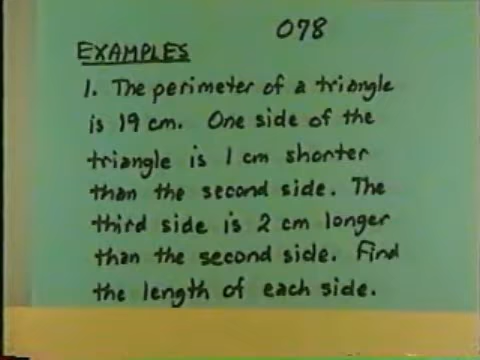 078
EXAMPLES
1. The perimeter of a triangle
is 19 cm. One side of the
triangle is 1 cm shorter
than the second side. The
third side is 2 cm longer
than the second side. Find
the length of each side.